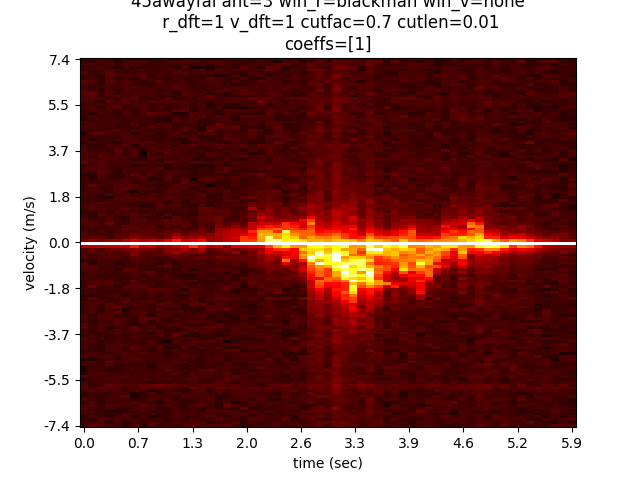 45awayfar ant=3 win_r=blackman win_v=none
r_dft=1 v_dft=1 cutfac=0.7 cutlen=0.01
coeffs=[1]
7.4
5.5
3.7
1.8
0.0
-1.8
-3.7
-5.5
-7.4
velocity (m/s)
0.0 0.7 1.3 2.0 2.6 3.3 3.9 4.6 5.2 5.9
time (sec)